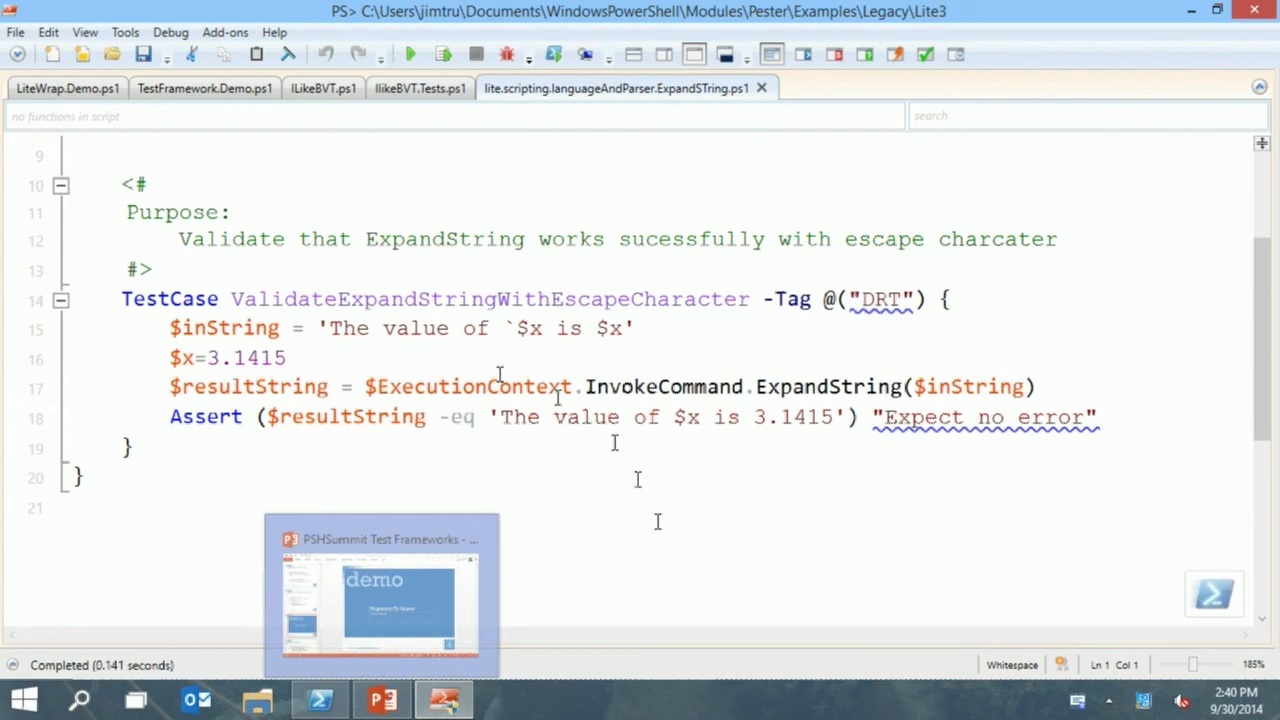 PS> C:\Users\jimtru\Documents\WindowsPowerShell\Modules\Pester\Examples\Legacy\Lite3
File Edit View Tools Debug Add-ons Help
LiteWrap.Demo.ps1 TestFramework.Demo.ps1 ILikeBVT.ps1 IlikeBVT.Tests.ps1 lite.scripting.languageAndParser.ExpandSTring.ps1
no functions in script search
9
10 <#
11 Purpose:
12 Validate that ExpandString works sucessfully with escape charcater
13 #>
14 TestCase ValidateExpandStringWithEscapeCharacter -Tag @("DRT") {
15 $inString = 'The value of `$x is $x'
16 $x=3.1415
17 $resultString = $ExecutionContext.InvokeCommand.ExpandString($inString)
18 Assert ($resultString -eq 'The value of $x is 3.1415') "Expect no error"
19 }
20 }
21
PSHSummit Test Frameworks - ...
demo
Completed (0.141 seconds) Whitespace Ln 1 Col 1 185%
2:40 PM
9/30/2014